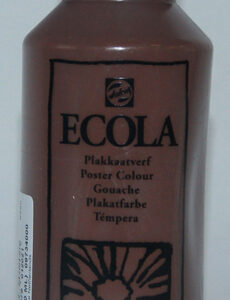 ECOLA
Plakkaatverf
Poster Colour
Gouache
Plakatfarbe
Témpera